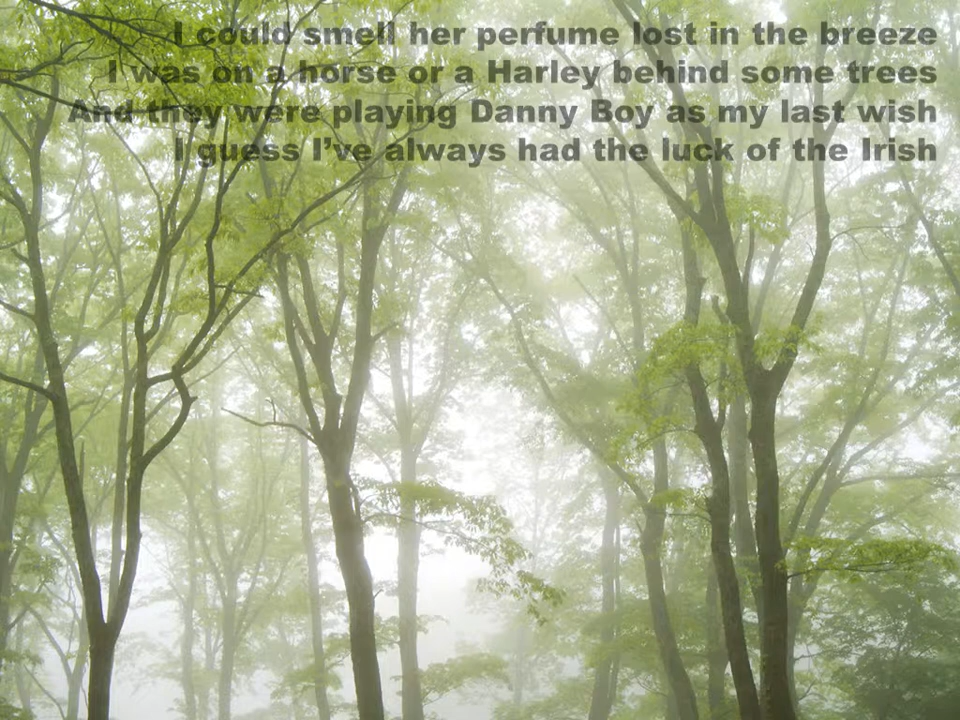 I could smell her perfume lost in the breeze
I was on a horse or a Harley behind some trees
And they were playing Danny Boy as my last wish
I guess I’ve always had the luck of the Irish